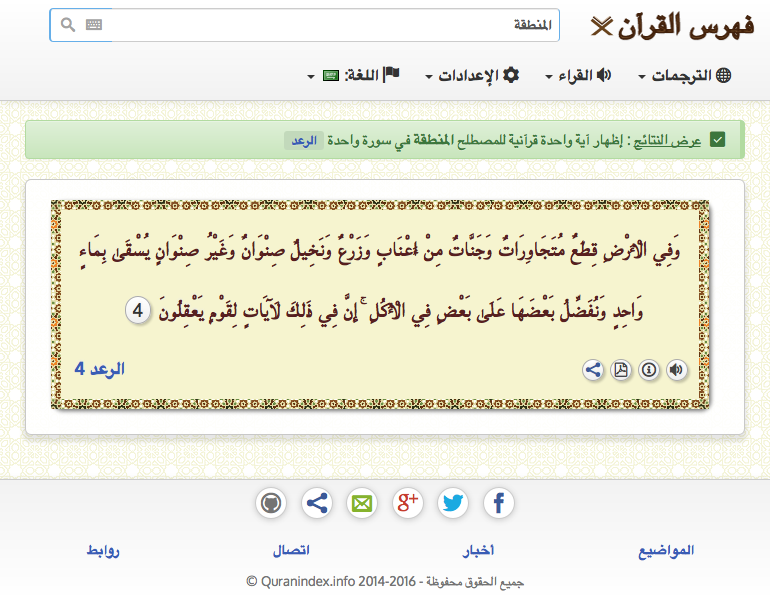 فهرس القرآن
المنطقة
الترجمات
القراء
الإعدادات
اللغة:
عرض النتائج : إظهار آية واحدة قرآنية للمصطلح المنطقة في سورة واحدة الرعد
وَفِي الْأَرْضِ قِطَعٌ مُتَجَاوِرَاتٌ وَجَنَّاتٌ مِنْ أَعْنَابٍ وَزَرْعٌ وَنَخِيلٌ صِنْوَانٌ وَغَيْرُ صِنْوَانٍ يُسْقَىٰ بِمَاءٍ
وَاحِدٍ وَنُفَضِّلُ بَعْضَهَا عَلَىٰ بَعْضٍ فِي الْأُكُلِ ۚ إِنَّ فِي ذَٰلِكَ لَآيَاتٍ لِقَوْمٍ يَعْقِلُونَ 4
الرعد 4
المواضيع
أخبار
اتصال
روابط
جميع الحقوق محفوظة - Quranindex.info 2014-2016 ©